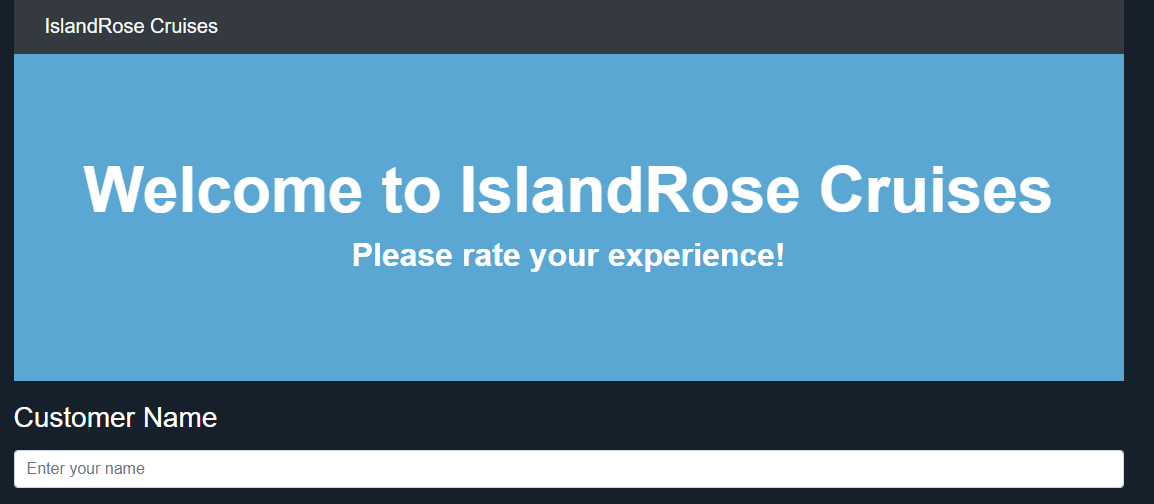 IslandRose Cruises
Welcome to IslandRose Cruises
Please rate your experience!
Customer Name
Enter your name